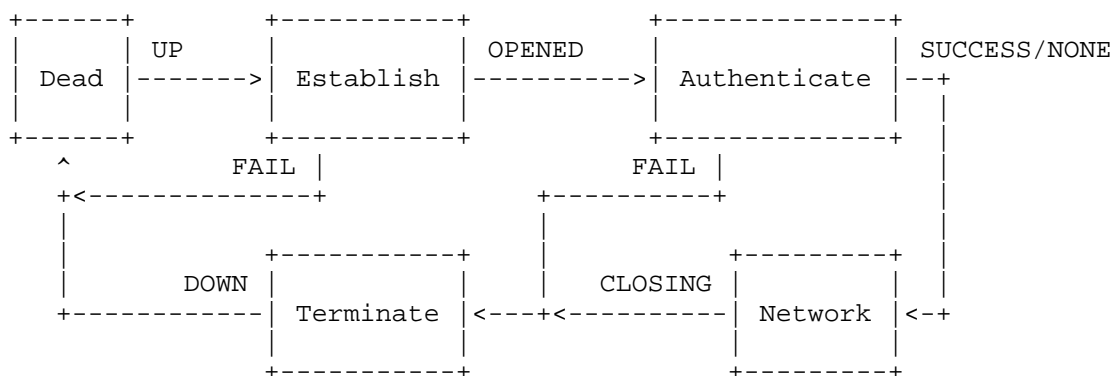 UP OPENED SUCCESS/NONE
Dead Establish Authenticate
FAIL FAIL
DOWN CLOSING
Terminate Network